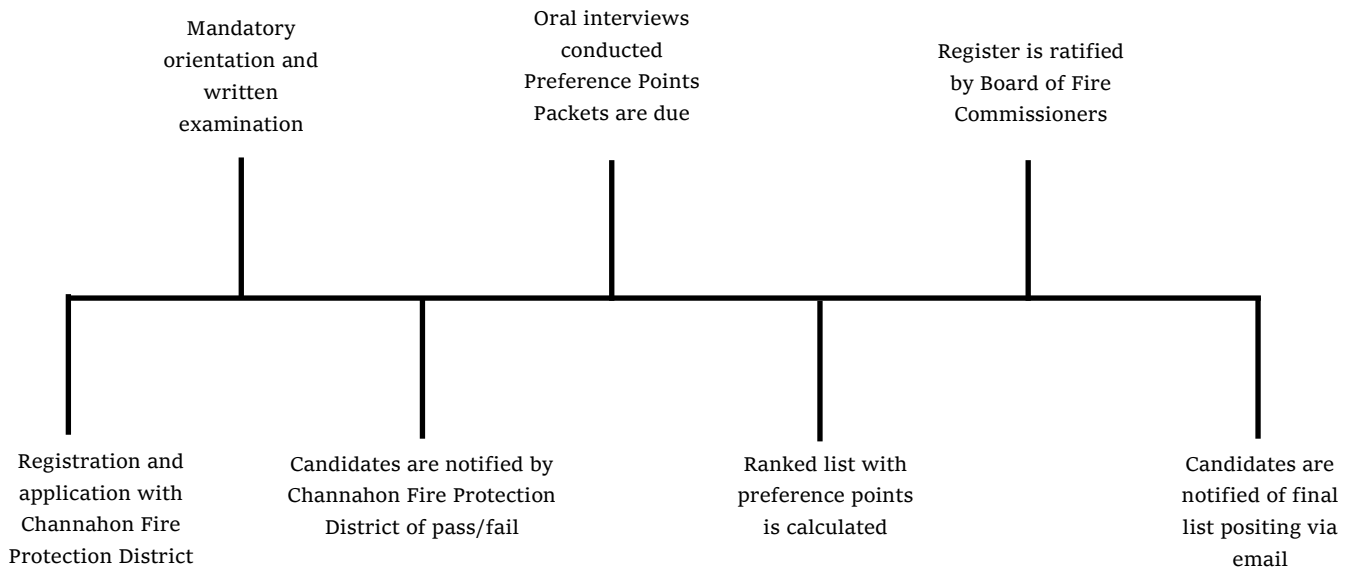 Mandatory
orientation and
written
examination
Oral interviews
conducted
Preference Points
Packets are due
Register is ratified
by Board of Fire
Commissioners
Registration and
application with
Channahon Fire
Protection District
Candidates are notified by
Channahon Fire Protection
District of pass/fail
Ranked list with
preference points
is calculated
Candidates are
notified of final
list positing via
email